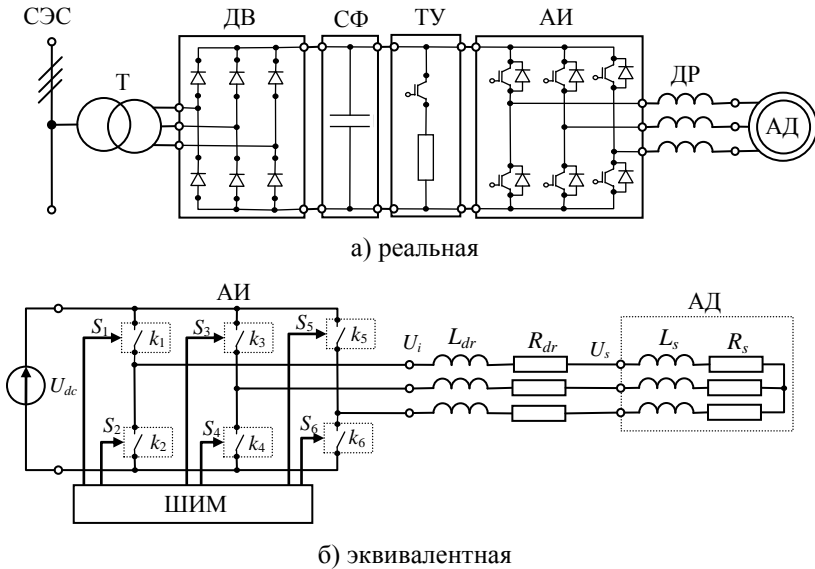 СЭС
Т
ДВ
СФ
ТУ
АИ
ДР
АД
а) реальная
АИ
АД
S1 k1 S3 k3 S5 k5
Ui Ldr Rdr Us Ls Rs
Udc
S2 k2 S4 k4 S6 k6
ШИМ
б) эквивалентная